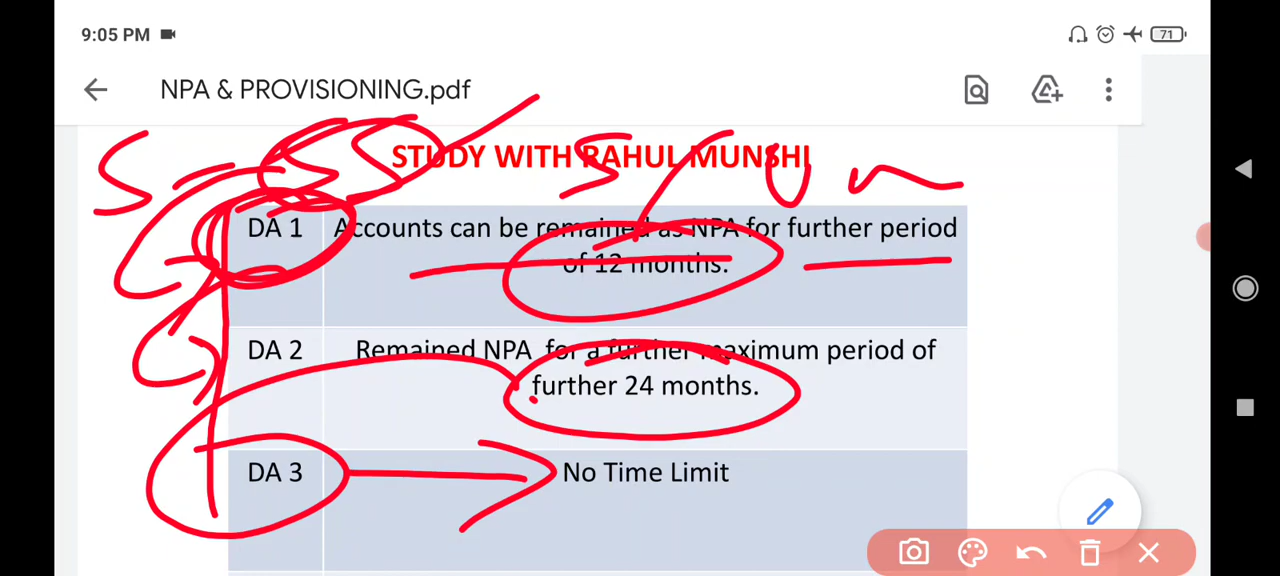 9:05 PM
71
NPA & PROVISIONING.pdf
STUDY WITH RAHUL MUNSHI
DA 1
Accounts can be remained as NPA for further period
of 12 months.
DA 2
Remained NPA for a further maximum period of
further 24 months.
DA 3
No Time Limit